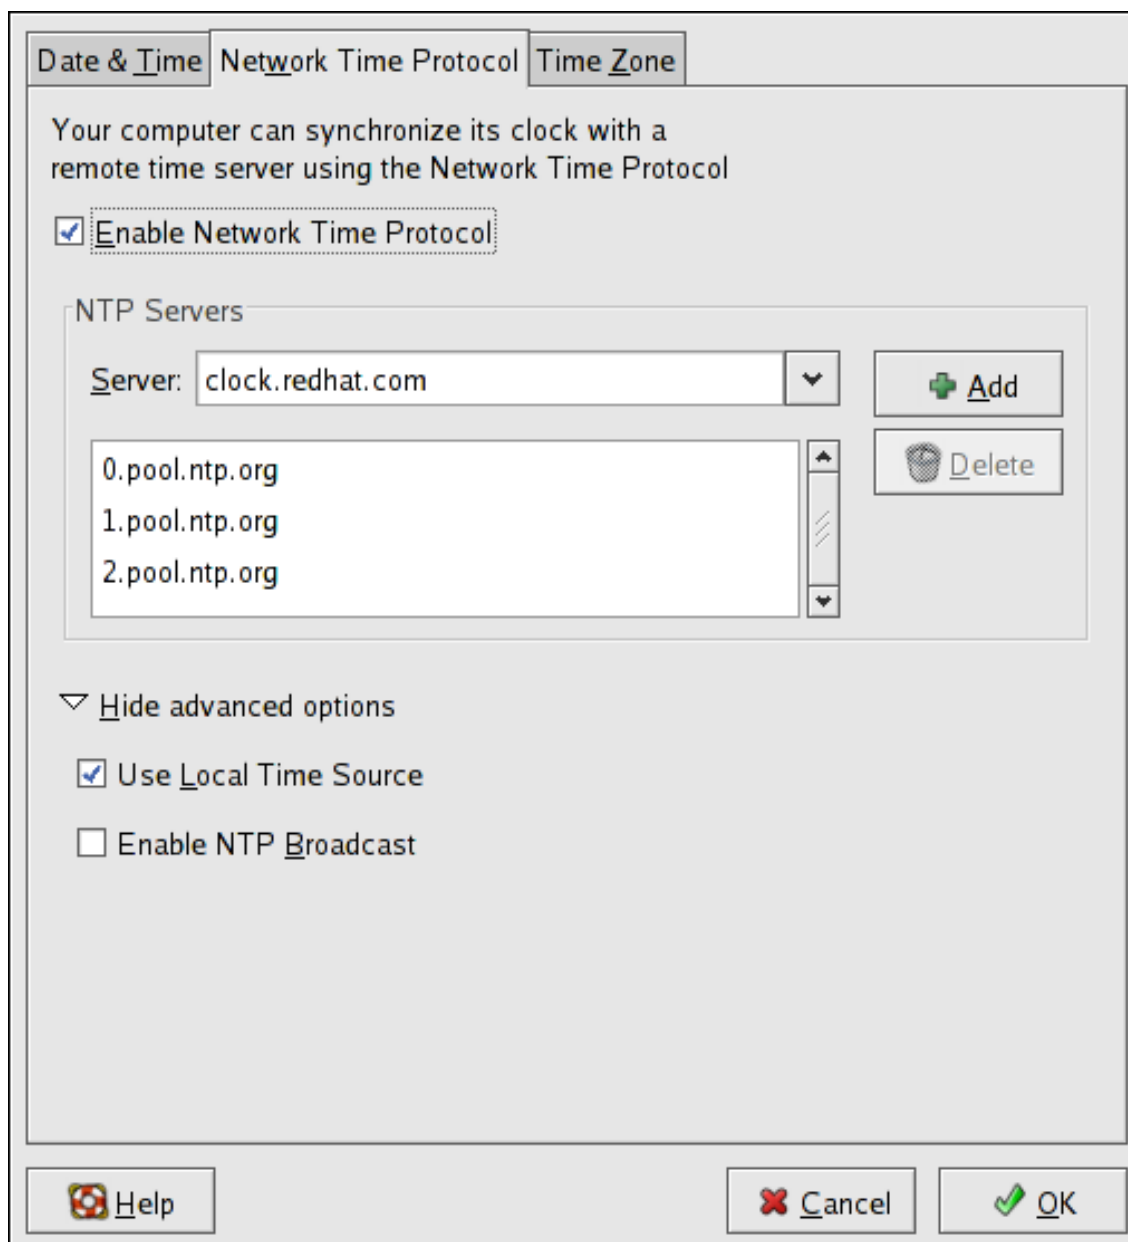 Date & Time Network Time Protocol Time Zone
Your computer can synchronize its clock with a
remote time server using the Network Time Protocol
Enable Network Time Protocol
NTP Servers
Server: clock.redhat.com
Add
0.pool.ntp.org
1.pool.ntp.org
2.pool.ntp.org
Delete
Hide advanced options
Use Local Time Source
Enable NTP Broadcast
Help Cancel OK